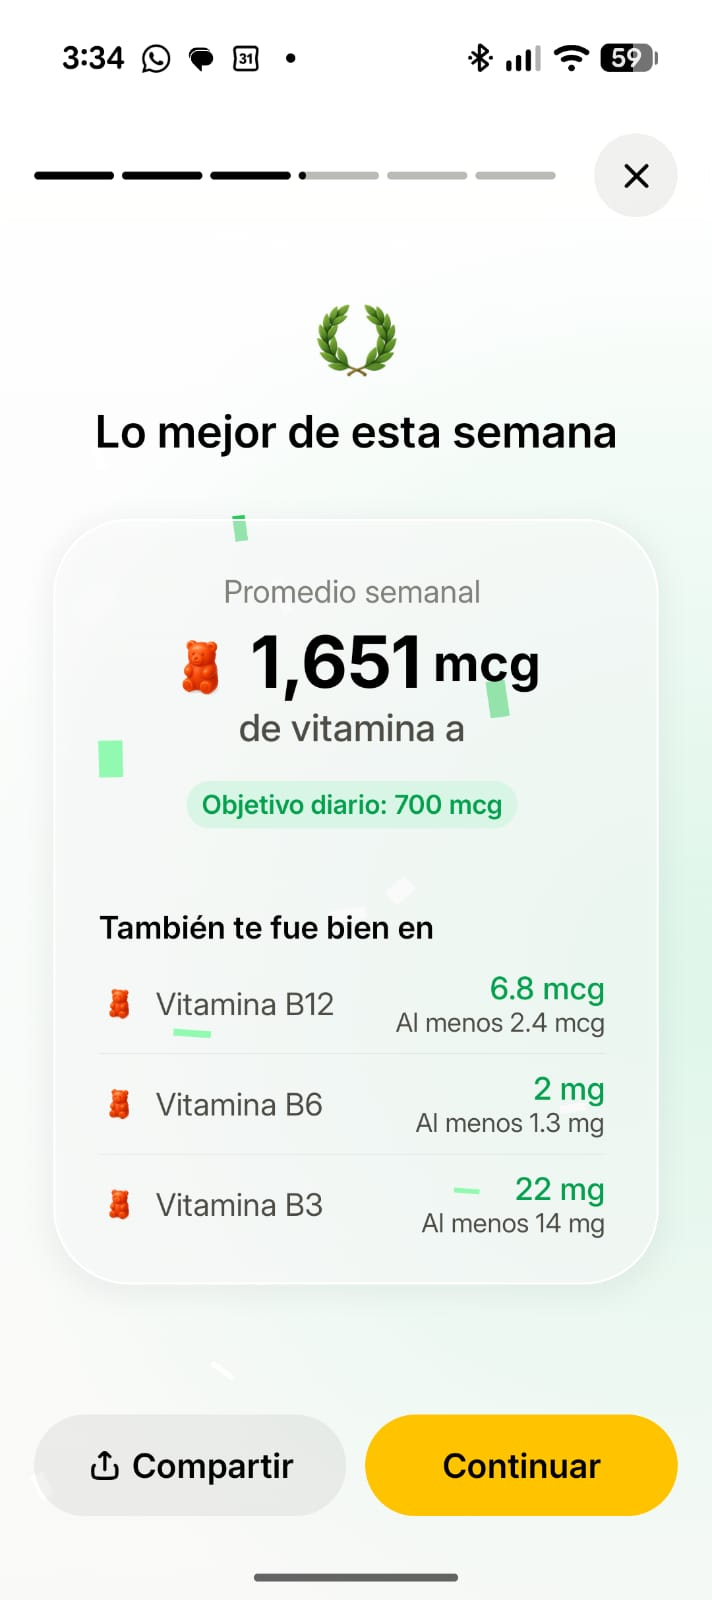 3:34
31
59
Lo mejor de esta semana
Promedio semanal
1,651 mcg
de vitamina a
Objetivo diario: 700 mcg
También te fue bien en
Vitamina B12
6.8 mcg
Al menos 2.4 mcg
Vitamina B6
2 mg
Al menos 1.3 mg
Vitamina B3
22 mg
Al menos 14 mg
Compartir
Continuar